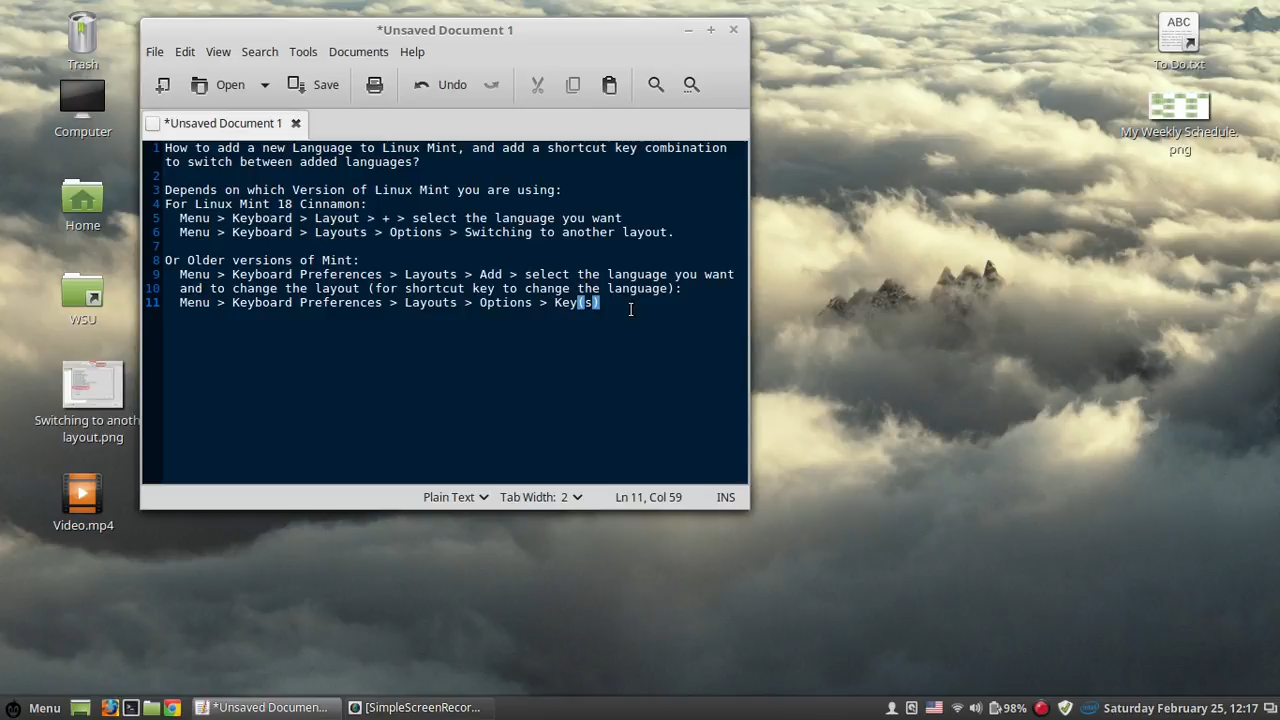 *Unsaved Document 1
File Edit View Search Tools Documents Help
Open Save Undo
*Unsaved Document 1
1 How to add a new Language to Linux Mint, and add a shortcut key combination
to switch between added languages?
2
3 Depends on which Version of Linux Mint you are using:
4 For Linux Mint 18 Cinnamon:
5 Menu > Keyboard > Layout > + > select the language you want
6 Menu > Keyboard > Layouts > Options > Switching to another layout.
7
8 Or Older versions of Mint:
9 Menu > Keyboard Preferences > Layouts > Add > select the language you want
10 and to change the layout (for shortcut key to change the language):
11 Menu > Keyboard Preferences > Layouts > Options > Key(s)
Plain Text Tab Width: 2 Ln 11, Col 59 INS
Trash
Computer
Home
WSU
Switching to anoth
layout.png
Video.mp4
ABC
To Do.txt
My Weekly Schedule.
png
Menu *Unsaved Documen... [SimpleScreenRecor... 98% Saturday February 25, 12:17